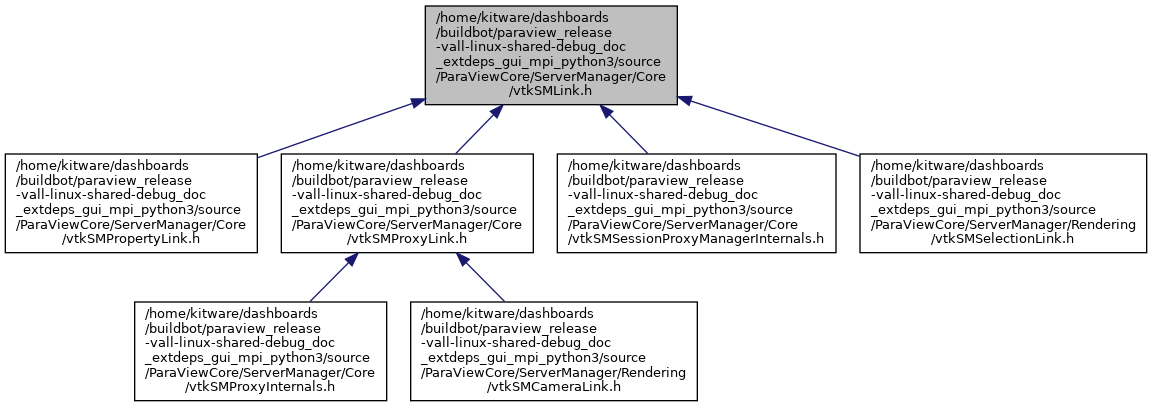 /home/kitware/dashboards
/buildbot/paraview_release
-vall-linux-shared-debug_doc
_extdeps_gui_mpi_python3/source
/ParaViewCore/ServerManager/Core
/vtkSMLink.h
/home/kitware/dashboards
/buildbot/paraview_release
-vall-linux-shared-debug_doc
_extdeps_gui_mpi_python3/source
/ParaViewCore/ServerManager/Core
/vtkSMPropertyLink.h
/home/kitware/dashboards
/buildbot/paraview_release
-vall-linux-shared-debug_doc
_extdeps_gui_mpi_python3/source
/ParaViewCore/ServerManager/Core
/vtkSMProxyLink.h
/home/kitware/dashboards
/buildbot/paraview_release
-vall-linux-shared-debug_doc
_extdeps_gui_mpi_python3/source
/ParaViewCore/ServerManager/Core
/vtkSMSessionProxyManagerInternals.h
/home/kitware/dashboards
/buildbot/paraview_release
-vall-linux-shared-debug_doc
_extdeps_gui_mpi_python3/source
/ParaViewCore/ServerManager/Rendering
/vtkSMSelectionLink.h
/home/kitware/dashboards
/buildbot/paraview_release
-vall-linux-shared-debug_doc
_extdeps_gui_mpi_python3/source
/ParaViewCore/ServerManager/Core
/vtkSMProxyInternals.h
/home/kitware/dashboards
/buildbot/paraview_release
-vall-linux-shared-debug_doc
_extdeps_gui_mpi_python3/source
/ParaViewCore/ServerManager/Rendering
/vtkSMCameraLink.h